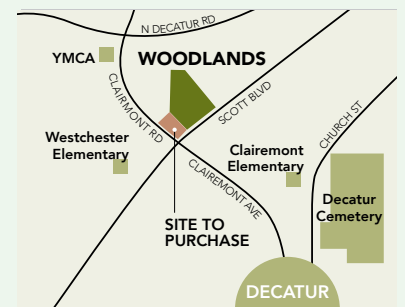 N DECATUR RD
YMCA
WOODLANDS
CLAIRMONT RD
SCOTT BLVD
CHURCH ST
Westchester
Elementary
Clairemont
Elementary
CLAIREMONT AVE
Decatur
Cemetery
SITE TO
PURCHASE
DECATUR